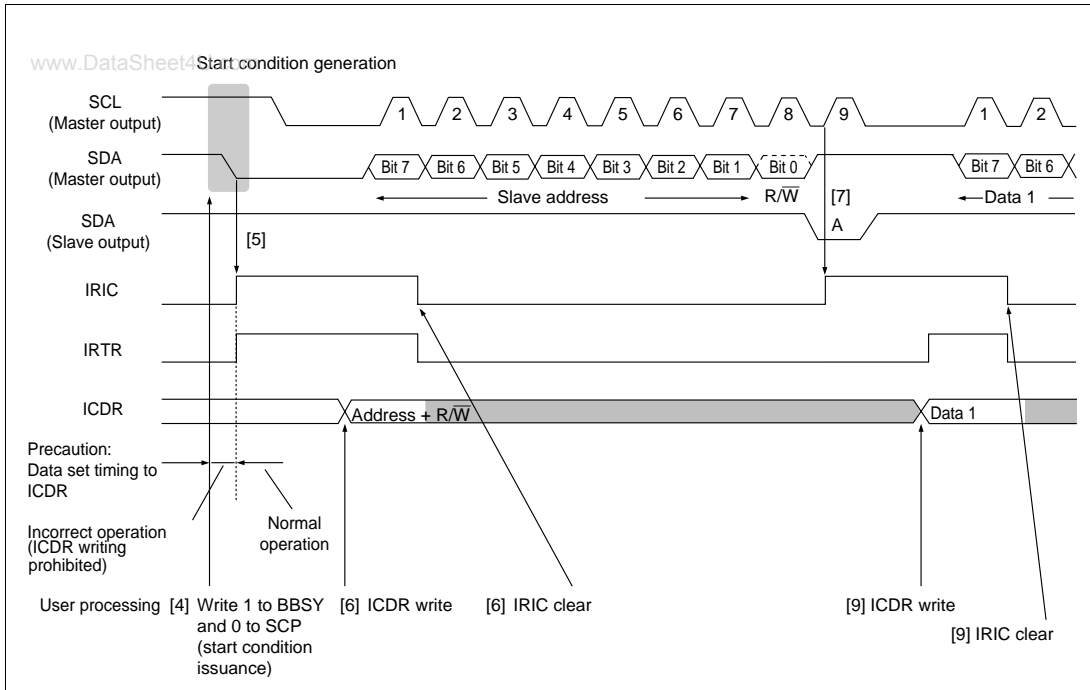 www.DataSheet4U.com
Start condition generation
SCL
(Master output)
1 2 3 4 5 6 7 8 9 1 2
SDA
(Master output)
Bit 7 Bit 6 Bit 5 Bit 4 Bit 3 Bit 2 Bit 1 Bit 0 Bit 7 Bit 6
Slave address R/W̅ [7] Data 1
SDA
(Slave output)
[5] A
IRIC
IRTR
ICDR
Address + R/W̅ Data 1
Precaution:
Data set timing to
ICDR
Incorrect operation
(ICDR writing
prohibited)
Normal
operation
User processing [4] Write 1 to BBSY
and 0 to SCP
(start condition
issuance)
[6] ICDR write [6] IRIC clear [9] ICDR write
[9] IRIC clear